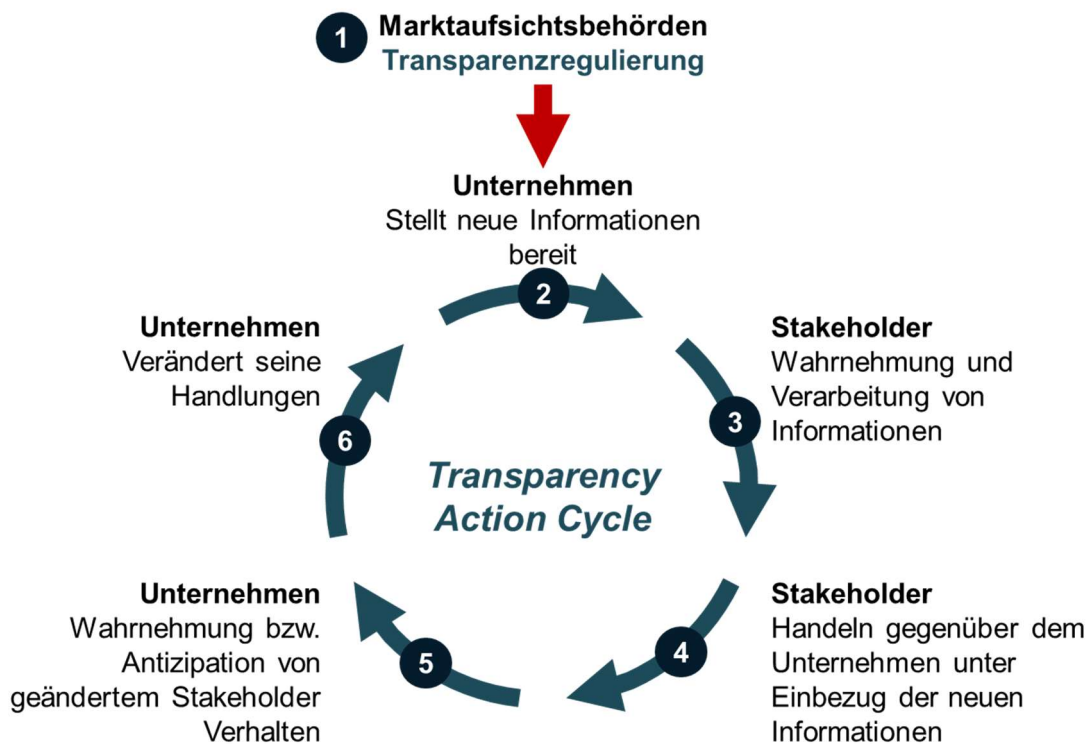 1 Marktaufsichtsbehörden
Transparenzregulierung
Unternehmen
Stellt neue Informationen
bereit
2
Stakeholder
Wahrnehmung und
Verarbeitung von
Informationen
3
Stakeholder
Handeln gegenüber dem
Unternehmen unter
Einbezug der neuen
Informationen
4
Unternehmen
Wahrnehmung bzw.
Antizipation von
geändertem Stakeholder
Verhalten
5
Unternehmen
Verändert seine
Handlungen
6
Transparency
Action Cycle